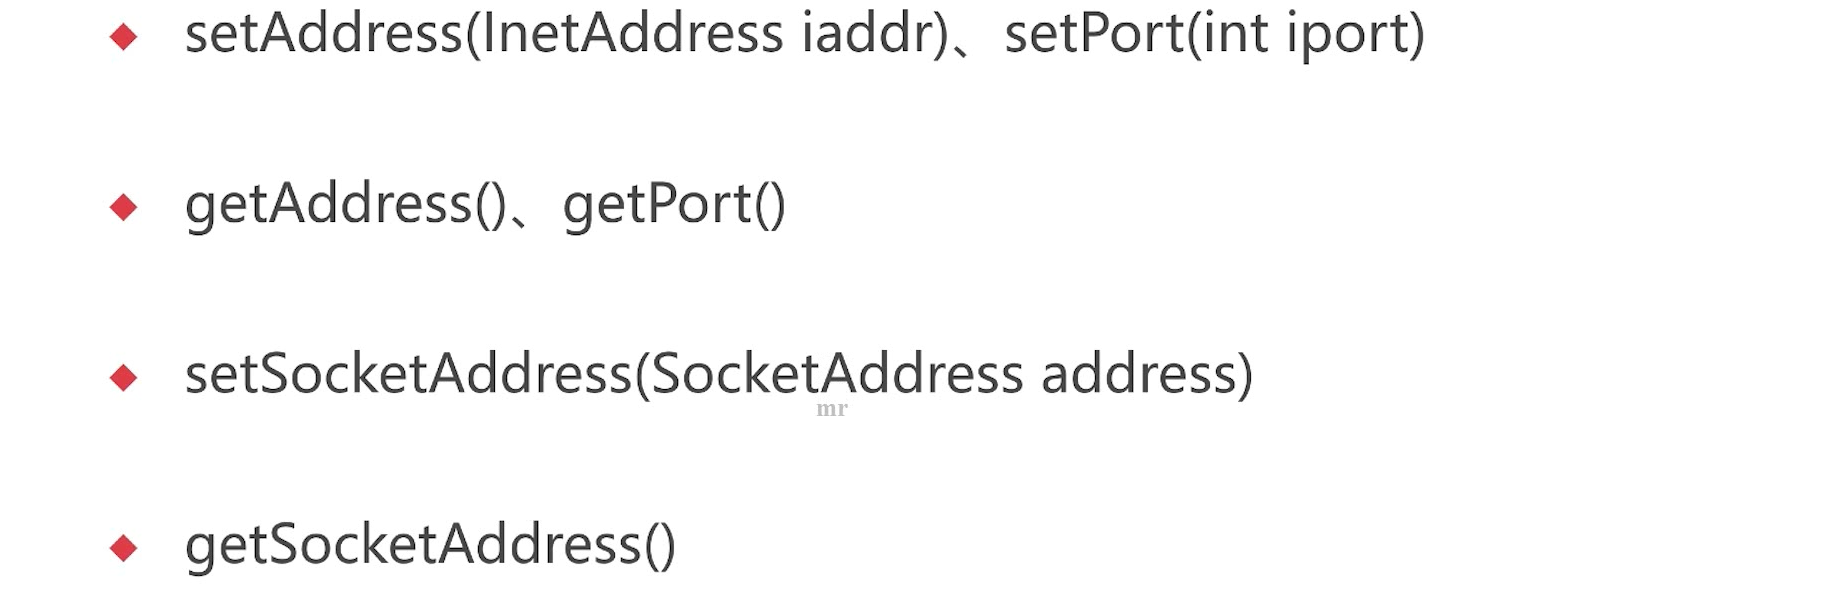 setAddress(InetAddress iaddr)、setPort(int iport)
getAddress()、getPort()
setSocketAddress(SocketAddress address)
mr
getSocketAddress()